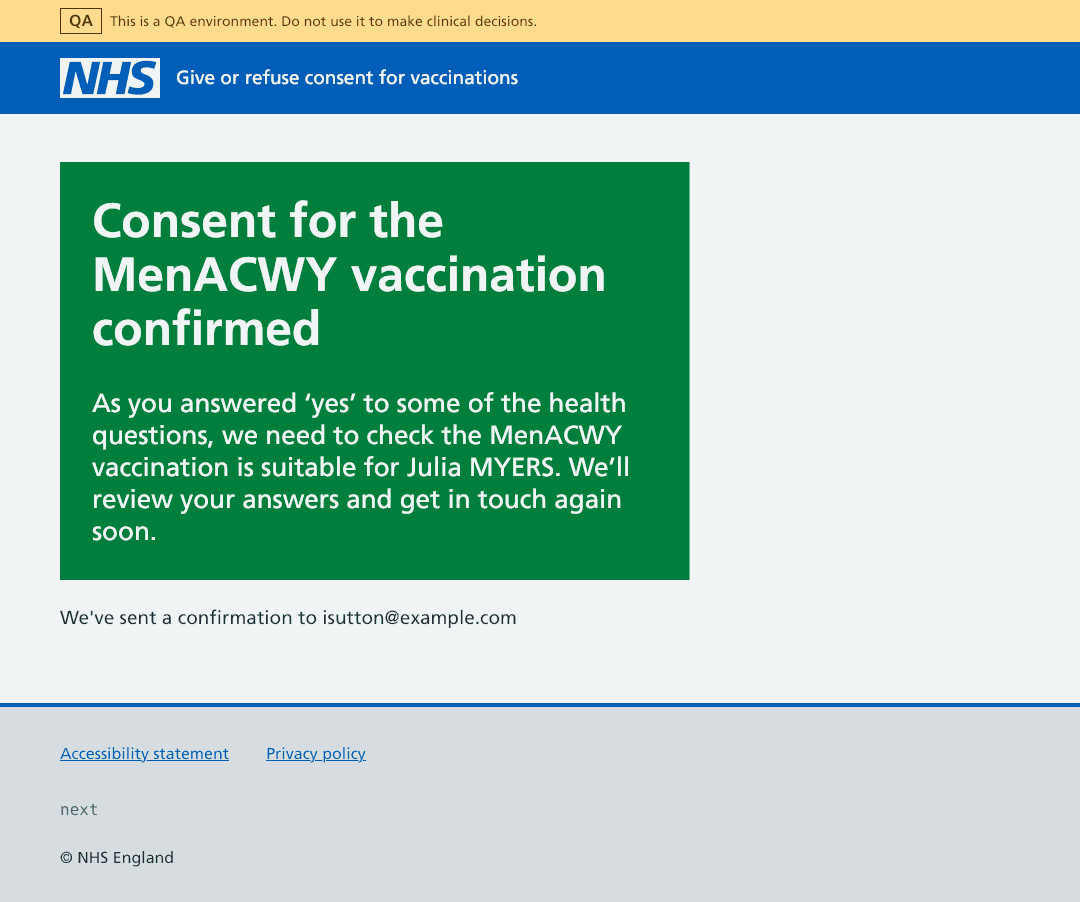 QA This is a QA environment. Do not use it to make clinical decisions.
NHS Give or refuse consent for vaccinations
Consent for the
MenACWY vaccination
confirmed
As you answered ‘yes’ to some of the health
questions, we need to check the MenACWY
vaccination is suitable for Julia MYERS. We’ll
review your answers and get in touch again
soon.
We've sent a confirmation to isutton@example.com
Accessibility statement Privacy policy
next
© NHS England